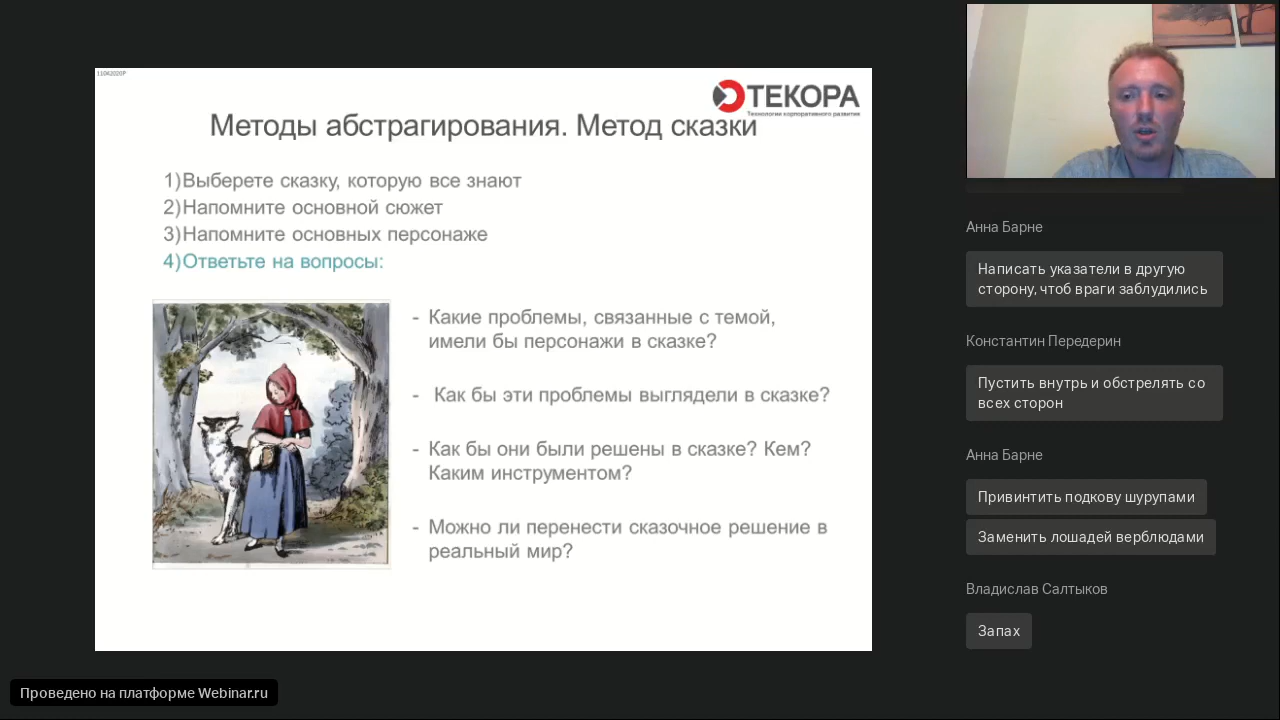 ТЕКОРА
Технологии корпоративного развития
Методы абстрагирования. Метод сказки
1)Выберете сказку, которую все знают
2)Напомните основной сюжет
3)Напомните основных персонаже
4)Ответьте на вопросы:
- Какие проблемы, связанные с темой,
имели бы персонажи в сказке?
- Как бы эти проблемы выглядели в сказке?
- Как бы они были решены в сказке? Кем?
Каким инструментом?
- Можно ли перенести сказочное решение в
реальный мир?
Анна Барне
Написать указатели в другую
сторону, чтоб враги заблудились
Константин Передерин
Пустить внутрь и обстрелять со
всех сторон
Анна Барне
Привинтить подкову шурупами
Заменить лошадей верблюдами
Владислав Салтыков
Запах
Проведено на платформе Webinar.ru